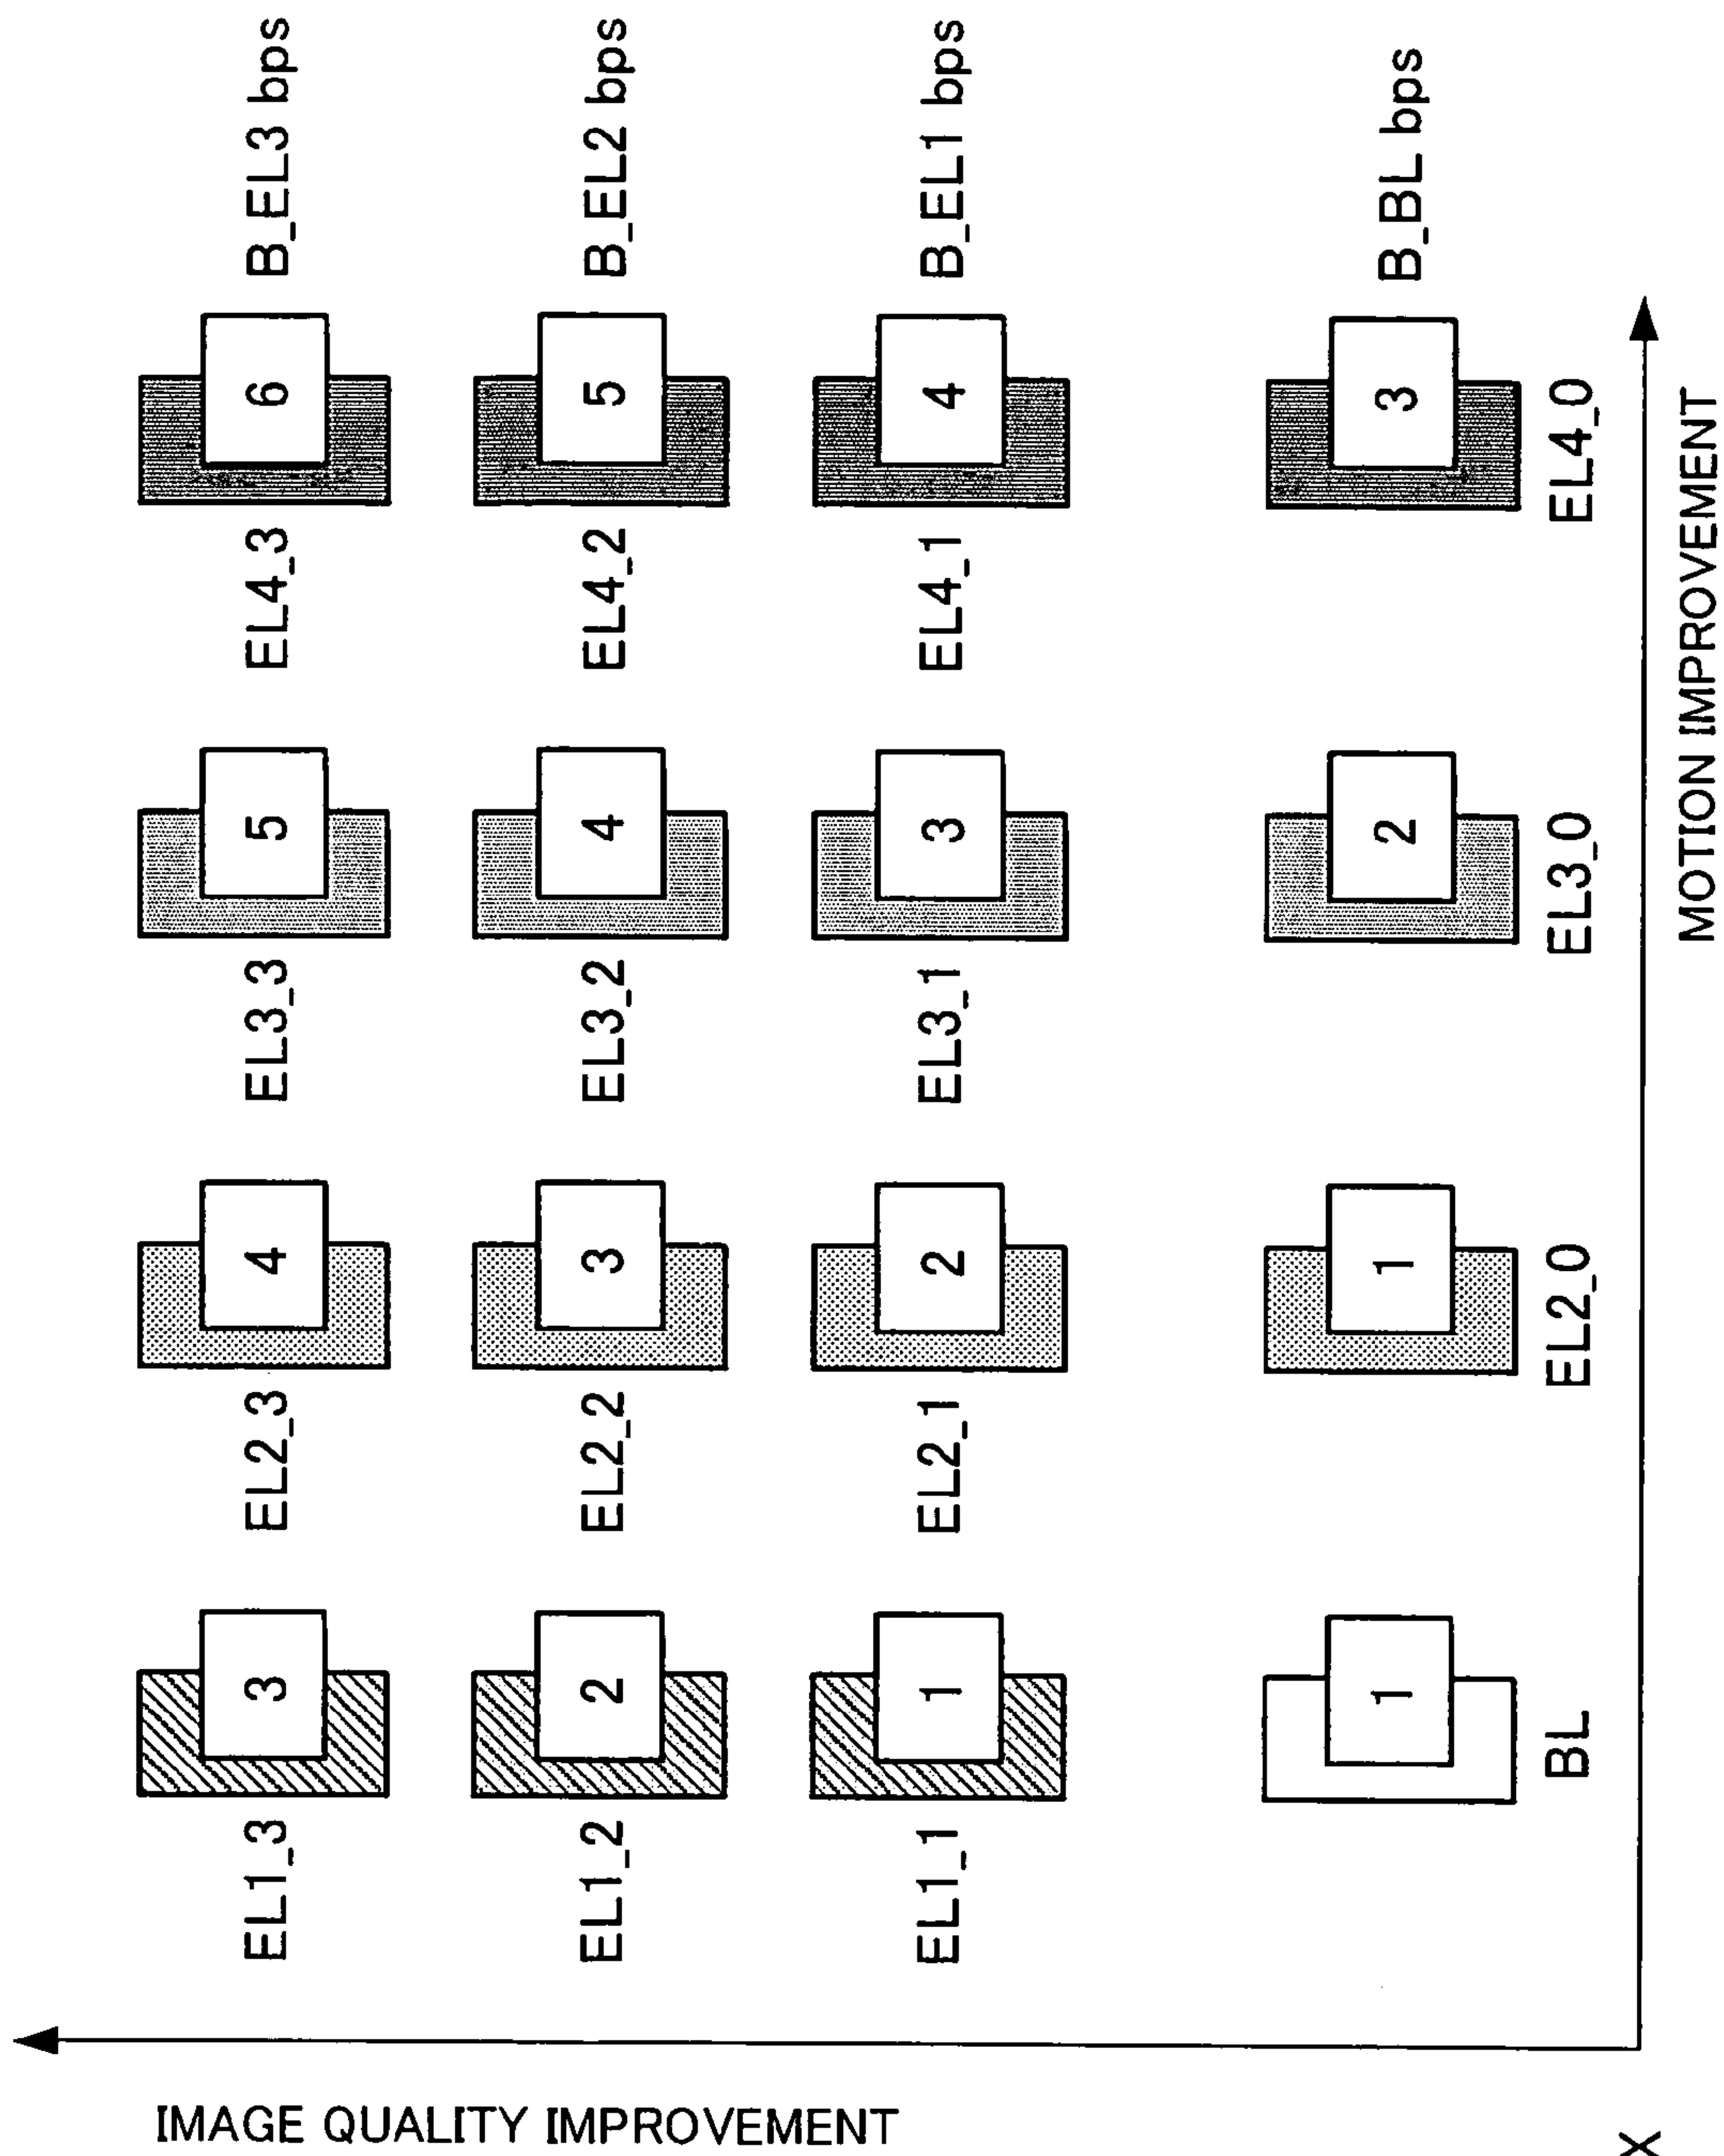 IMAGE QUALITY IMPROVEMENT
EL1_3 3 EL2_3 4 EL3_3 5 EL4_3 6 B_EL3 bps
EL1_2 2 EL2_2 3 EL3_2 4 EL4_2 5 B_EL2 bps
EL1_1 1 EL2_1 2 EL3_1 3 EL4_1 4 B_EL1 bps
1 1 2 3 B_BL bps
BL EL2_0 EL3_0 EL4_0
X
MOTION IMPROVEMENT